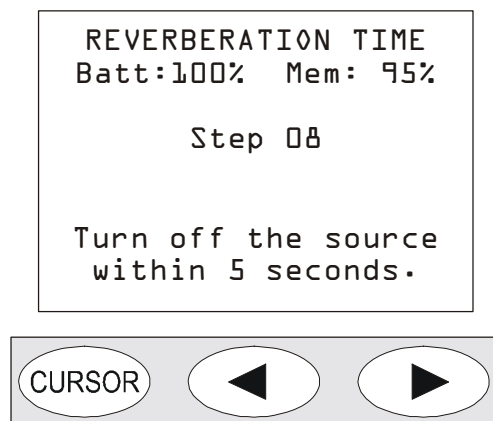 REVERBERATION TIME
Batt:100% Mem: 95%
Step 08
Turn off the source
within 5 seconds.
CURSOR